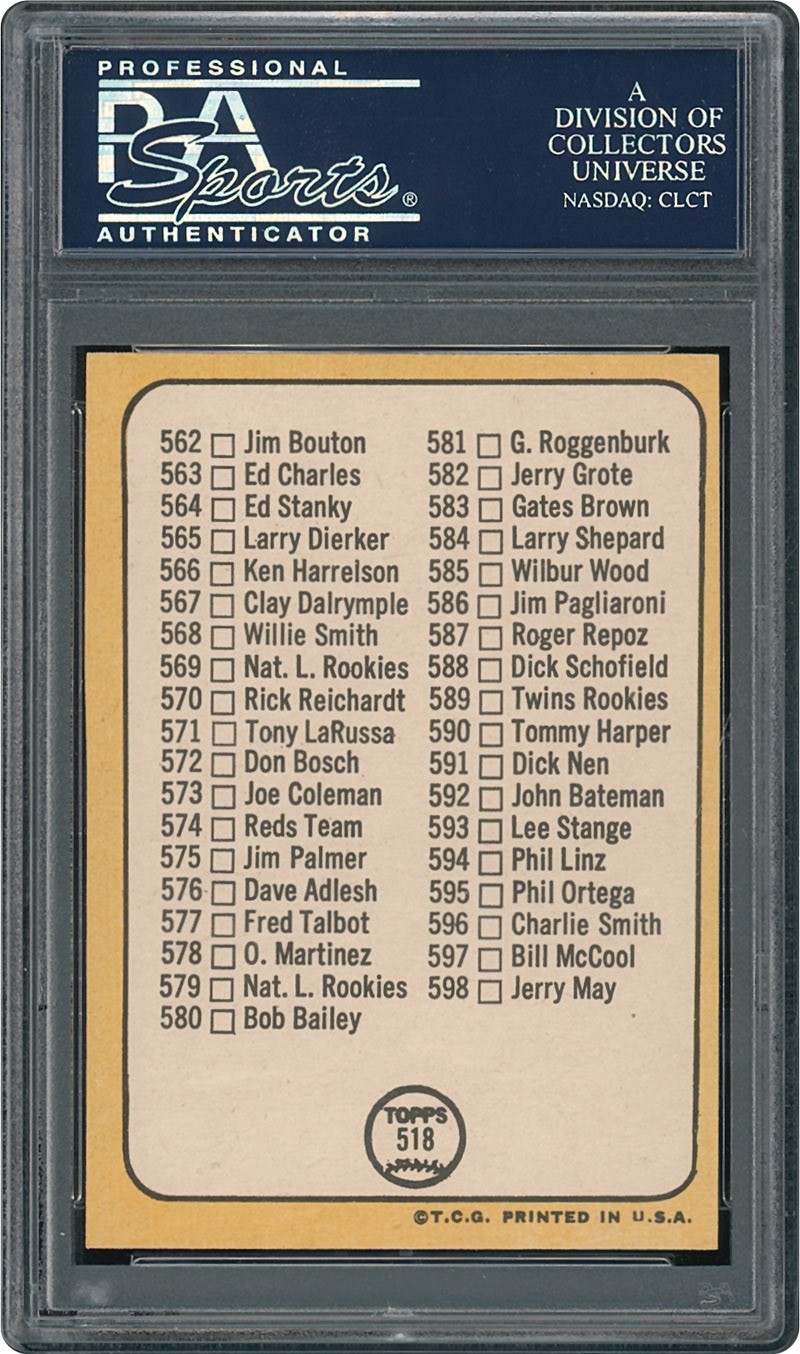 PROFESSIONAL
PSA
Sports®
AUTHENTICATOR
A
DIVISION OF
COLLECTORS
UNIVERSE
NASDAQ: CLCT
562 □ Jim Bouton
563 □ Ed Charles
564 □ Ed Stanky
565 □ Larry Dierker
566 □ Ken Harrelson
567 □ Clay Dalrymple
568 □ Willie Smith
569 □ Nat. L. Rookies
570 □ Rick Reichardt
571 □ Tony LaRussa
572 □ Don Bosch
573 □ Joe Coleman
574 □ Reds Team
575 □ Jim Palmer
576 □ Dave Adlesh
577 □ Fred Talbot
578 □ O. Martinez
579 □ Nat. L. Rookies
580 □ Bob Bailey
581 □ G. Roggenburk
582 □ Jerry Grote
583 □ Gates Brown
584 □ Larry Shepard
585 □ Wilbur Wood
586 □ Jim Pagliaroni
587 □ Roger Repoz
588 □ Dick Schofield
589 □ Twins Rookies
590 □ Tommy Harper
591 □ Dick Nen
592 □ John Bateman
593 □ Lee Stange
594 □ Phil Linz
595 □ Phil Ortega
596 □ Charlie Smith
597 □ Bill McCool
598 □ Jerry May
TOPPS
518
©T.C.G. PRINTED IN U.S.A.
PSA